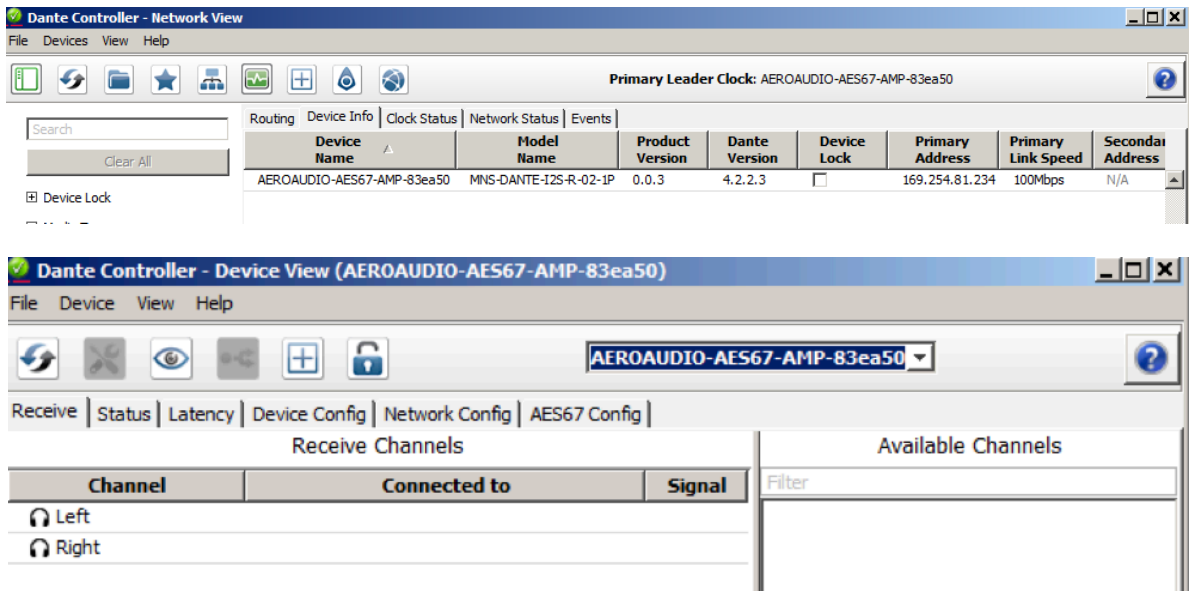 Dante Controller - Network View
File Devices View Help
Primary Leader Clock: AEROAUDIO-AES67-AMP-83ea50
Search
Clear All
Device Lock
Routing Device Info Clock Status Network Status Events
Device Name Model Name Product Version Dante Version Device Lock Primary Address Primary Link Speed Secondar Address
AEROAUDIO-AES67-AMP-83ea50 MNS-DANTE-I2S-R-02-1P 0.0.3 4.2.2.3 169.254.81.234 100Mbps N/A
Dante Controller - Device View (AEROAUDIO-AES67-AMP-83ea50)
File Device View Help
AEROAUDIO-AES67-AMP-83ea50
Receive Status Latency Device Config Network Config AES67 Config
Receive Channels Available Channels
Channel Connected to Signal Filter
Left
Right